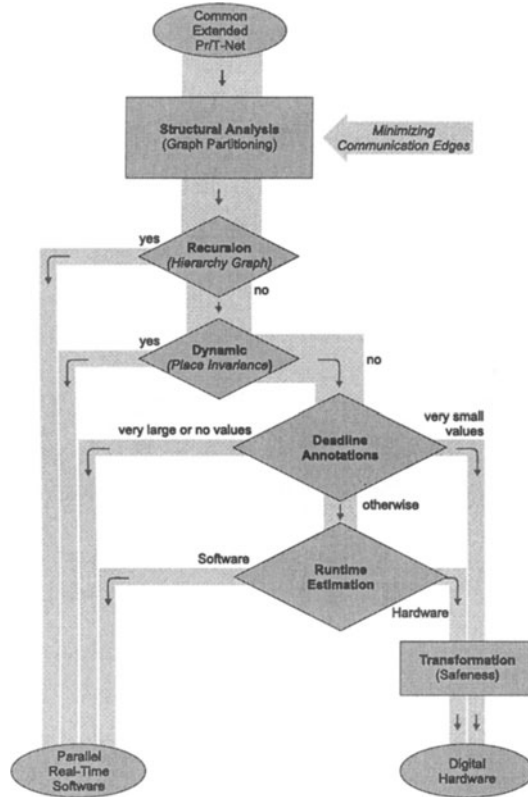 Common
Extended
Pr/T-Net
Structural Analysis
(Graph Partitioning)
Minimizing
Communication Edges
yes
Recursion
(Hierarchy Graph)
no
yes
Dynamic
(Place Invariance)
no
very large or no values
Deadline
Annotations
very small
values
otherwise
Software
Runtime
Estimation
Hardware
Transformation
(Safeness)
Parallel
Real-Time
Software
Digital
Hardware